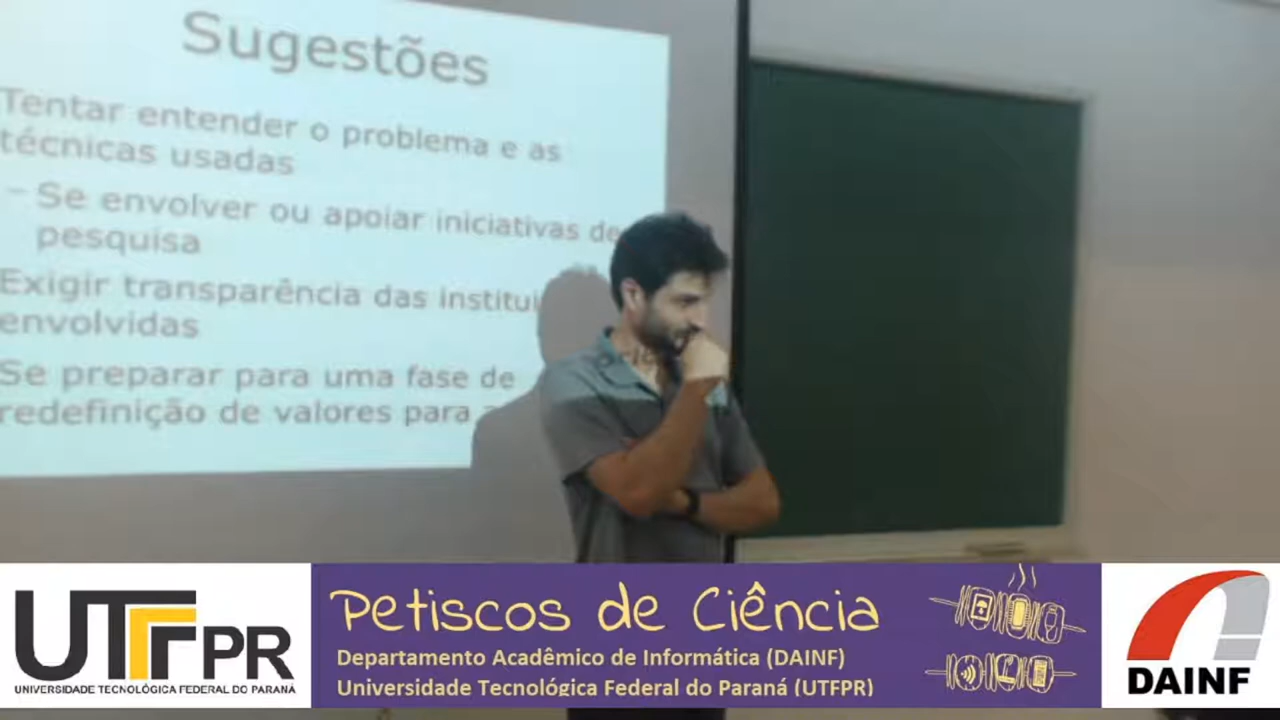 Sugestões
Tentar entender o problema e as
técnicas usadas
– Se envolver ou apoiar iniciativas de
pesquisa
Exigir transparência das institui
envolvidas
Se preparar para uma fase de
redefinição de valores para
UTFPR
UNIVERSIDADE TECNOLÓGICA FEDERAL DO PARANÁ
Petiscos de Ciência
Departamento Acadêmico de Informática (DAINF)
Universidade Tecnológica Federal do Paraná (UTFPR)
DAINF